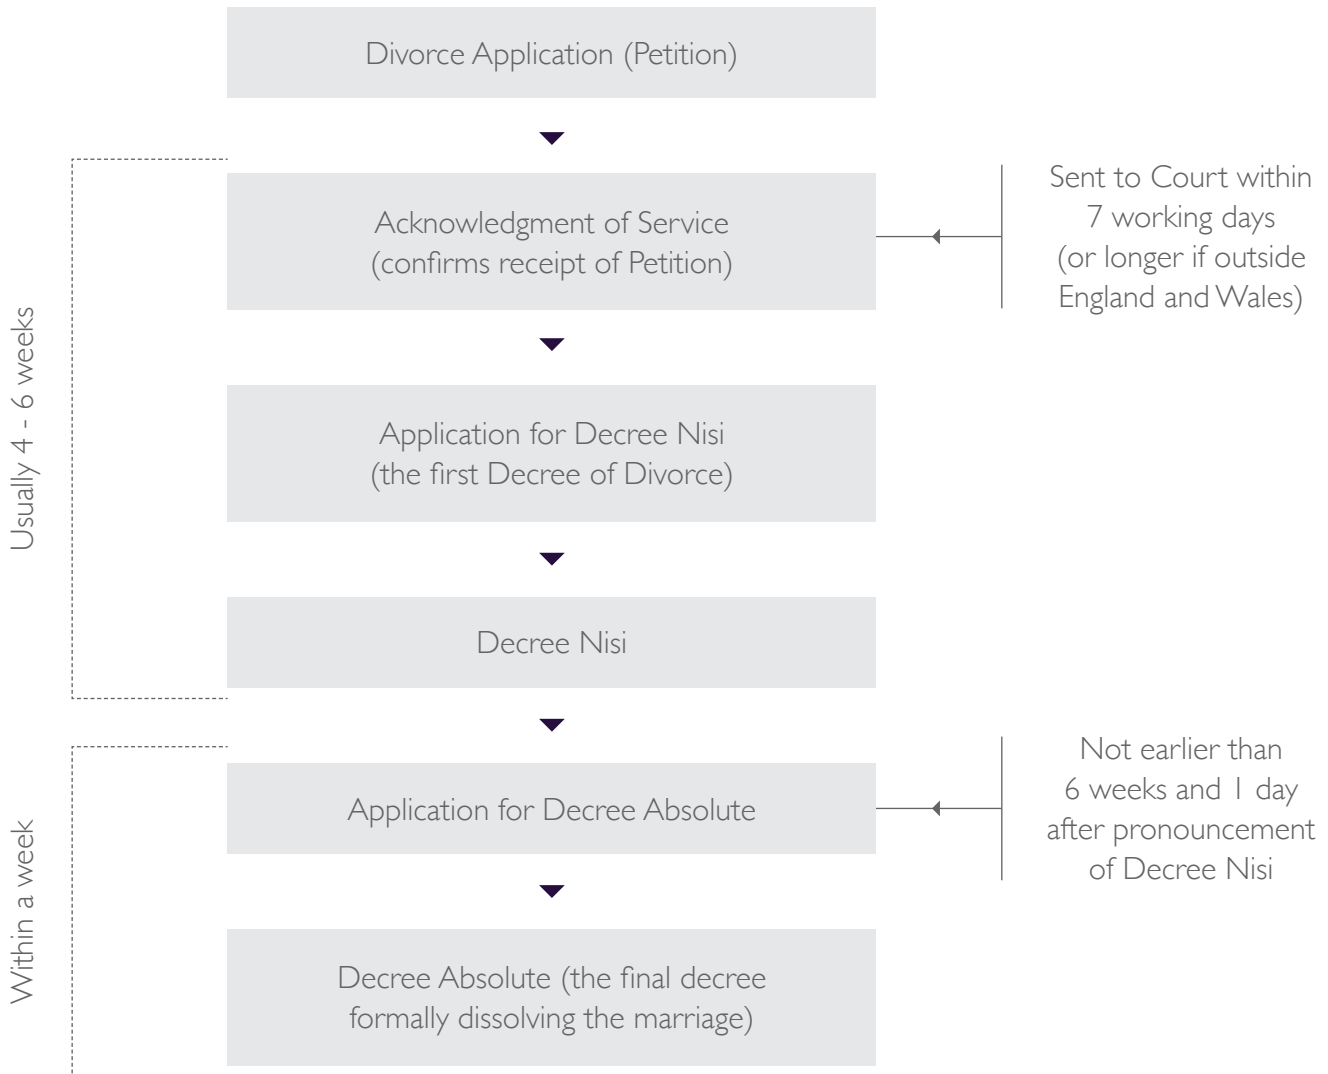 Divorce Application (Petition)
Usually 4 - 6 weeks
Acknowledgment of Service
(confirms receipt of Petition)
Sent to Court within
7 working days
(or longer if outside
England and Wales)
Application for Decree Nisi
(the first Decree of Divorce)
Decree Nisi
Within a week
Application for Decree Absolute
Not earlier than
6 weeks and 1 day
after pronouncement
of Decree Nisi
Decree Absolute (the final decree
formally dissolving the marriage)